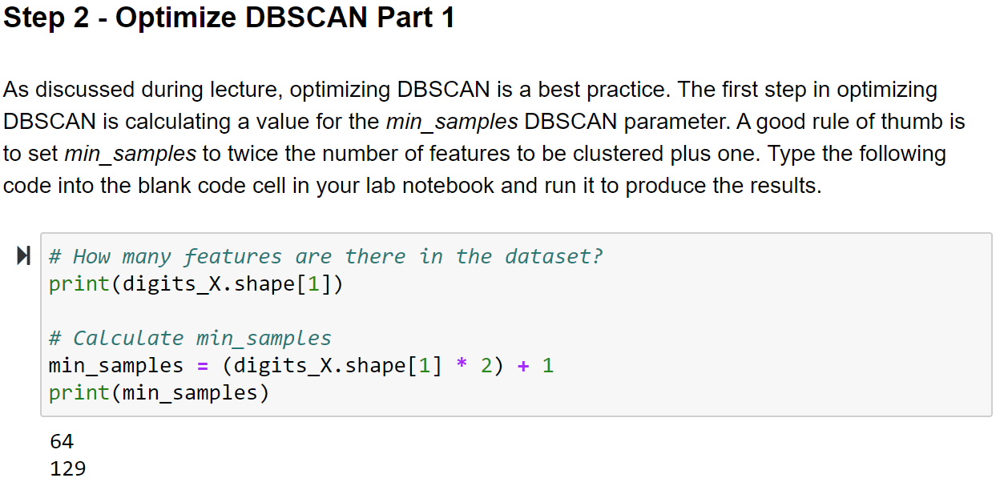 Step 2 - Optimize DBSCAN Part 1
As discussed during lecture, optimizing DBSCAN is a best practice. The first step in optimizing
DBSCAN is calculating a value for the min_samples DBSCAN parameter. A good rule of thumb is
to set min_samples to twice the number of features to be clustered plus one. Type the following
code into the blank code cell in your lab notebook and run it to produce the results.
# How many features are there in the dataset?
print(digits_X.shape[1])
# Calculate min_samples
min_samples = (digits_X.shape[1] * 2) + 1
print(min_samples)
64
129